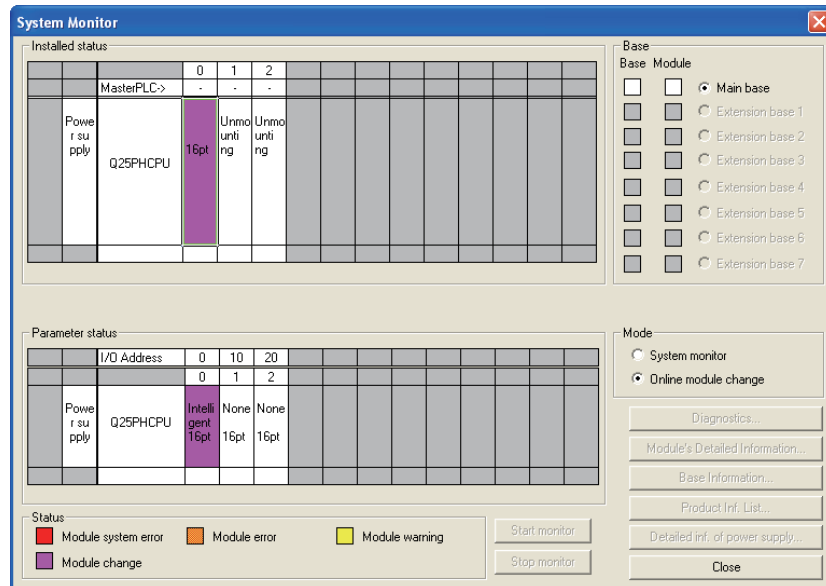 System Monitor
Installed status
0 1 2
MasterPLC-> - - -
Powe
r su
pply
Q25PHCPU
16pt
Unmo
unti
ng
Unmo
unti
ng
Base
Base Module
Main base
Extension base 1
Extension base 2
Extension base 3
Extension base 4
Extension base 5
Extension base 6
Extension base 7
Parameter status
I/O Address 0 10 20
0 1 2
Powe
r su
pply
Q25PHCPU
Intelli
gent
16pt
None
16pt
None
16pt
Mode
System monitor
Online module change
Diagnostics...
Module's Detailed Information...
Base Information...
Product Inf. List...
Detailed inf. of power supply...
Close
Status
Module system error
Module error
Module warning
Module change
Start monitor
Stop monitor